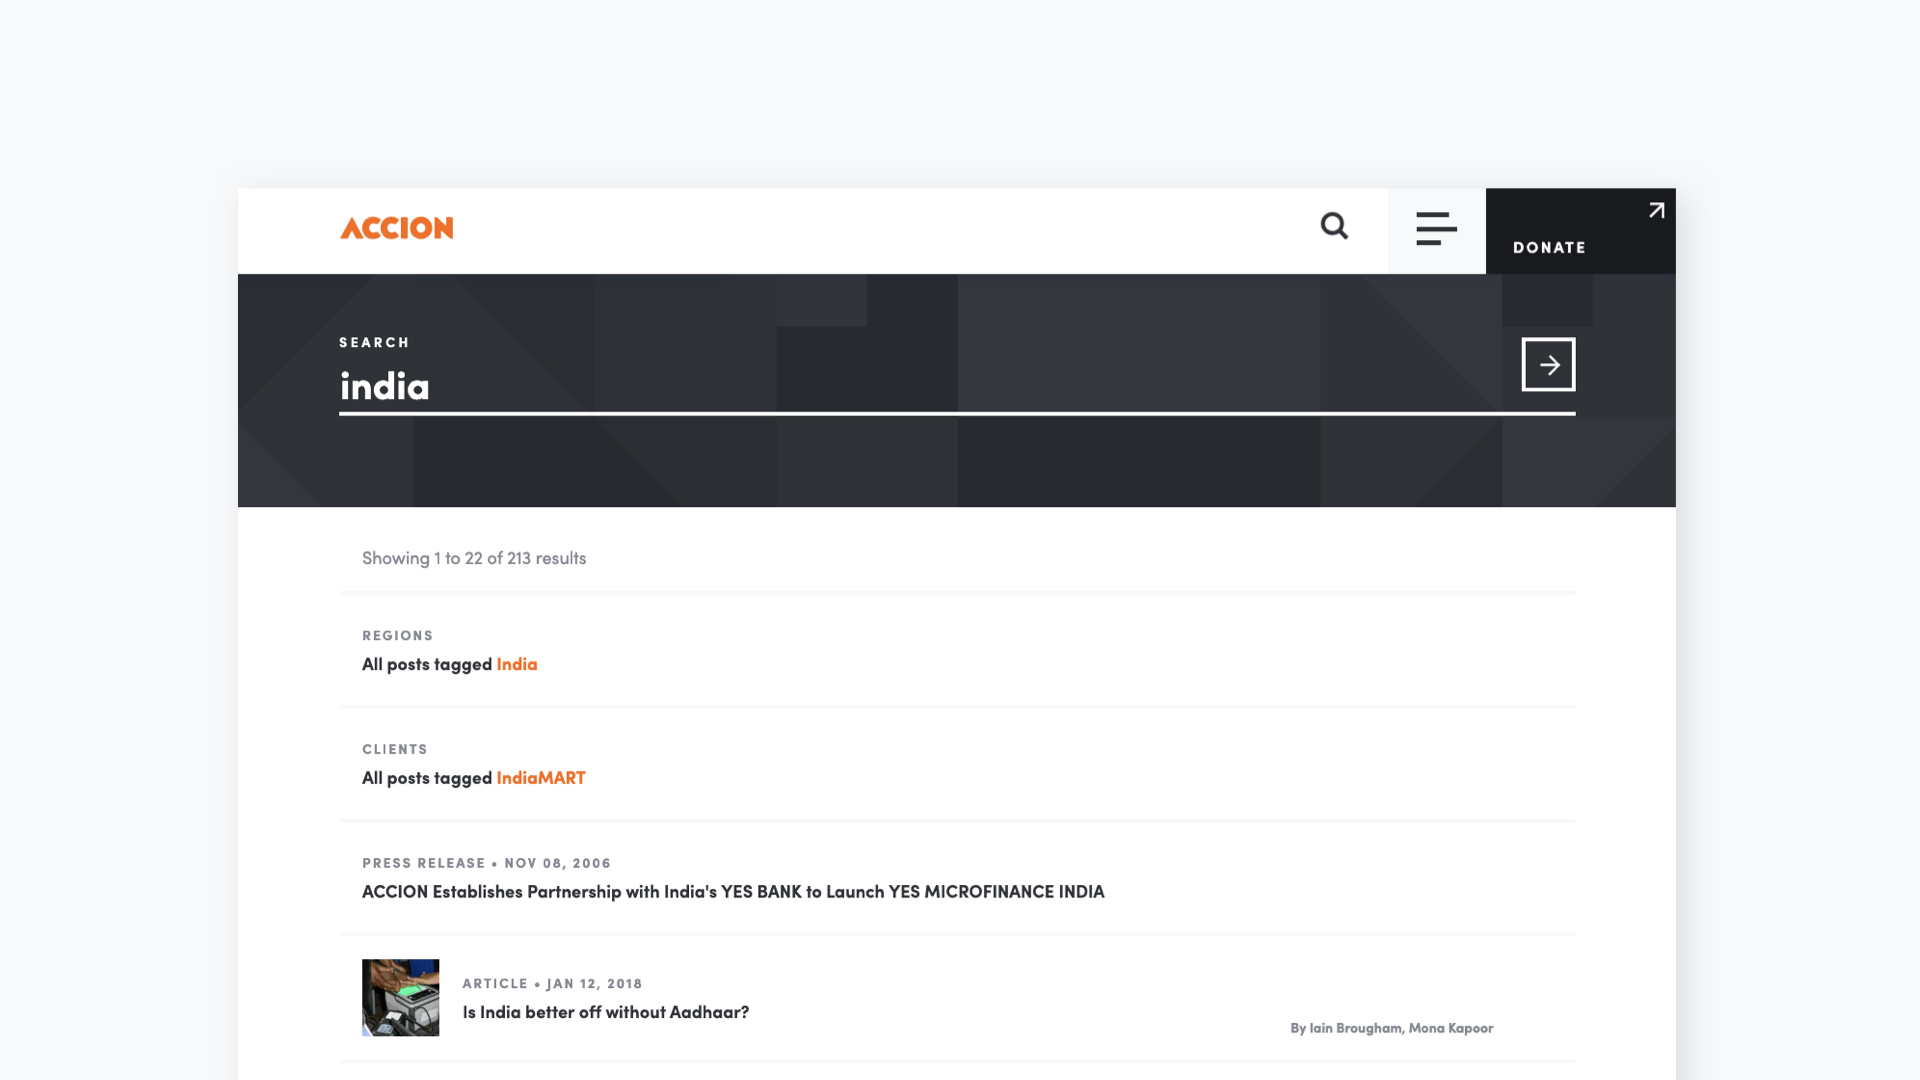 ACCION
DONATE
SEARCH
india
Showing 1 to 22 of 213 results
REGIONS
All posts tagged India
CLIENTS
All posts tagged IndiaMART
PRESS RELEASE • NOV 08, 2006
ACCION Establishes Partnership with India's YES BANK to Launch YES MICROFINANCE INDIA
ARTICLE • JAN 12, 2018
Is India better off without Aadhaar?
By Iain Brougham, Mona Kapoor